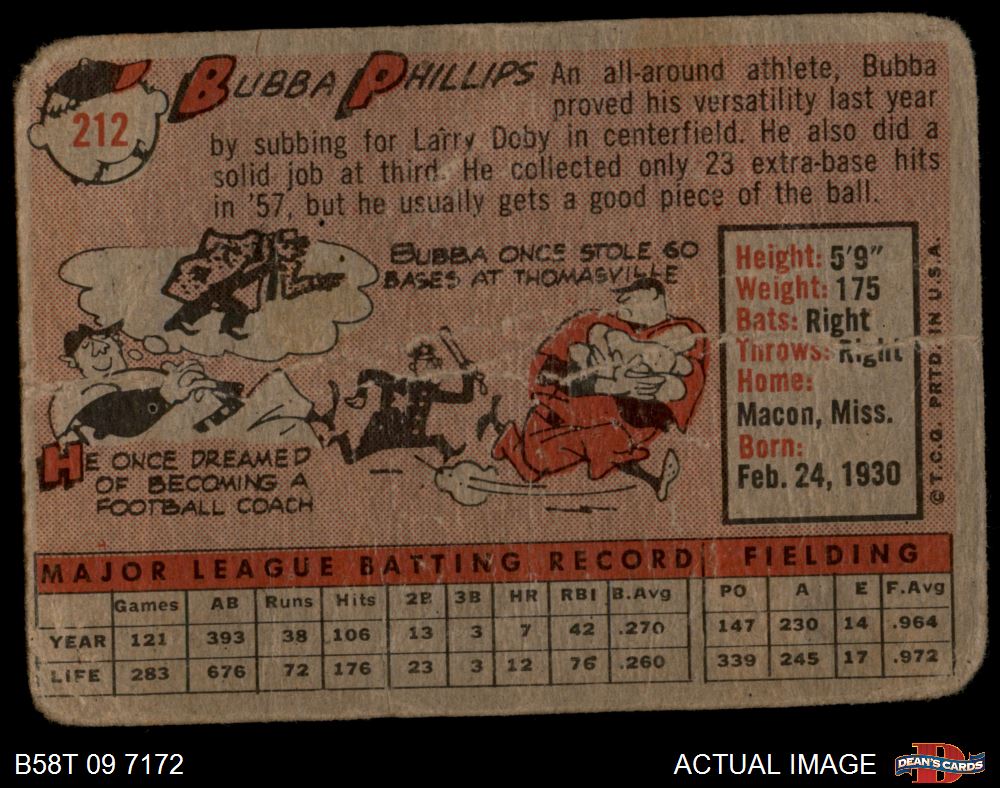 212
BUBBA PHILLIPS An all-around athlete, Bubba
proved his versatility last year
by subbing for Larry Doby in centerfield. He also did a
solid job at third. He collected only 23 extra-base hits
in '57, but he usually gets a good piece of the ball.
BUBBA ONCE STOLE 60
BASES AT THOMASVILLE
HE ONCE DREAMED
OF BECOMING A
FOOTBALL COACH
Height: 5'9"
Weight: 175
Bats: Right
Throws: Right
Home:
Macon, Miss.
Born:
Feb. 24, 1930
© T.C.G. PRTD. IN U.S.A.
MAJOR LEAGUE BATTING RECORD FIELDING
Games AB Runs Hits 2B 3B HR RBI B.Avg PO A E F.Avg
YEAR 121 393 38 106 13 3 7 42 .270 147 230 14 .964
LIFE 283 676 72 176 23 3 12 76 .260 339 245 17 .972
B58T 09 7172 ACTUAL IMAGE DEAN'S CARDS